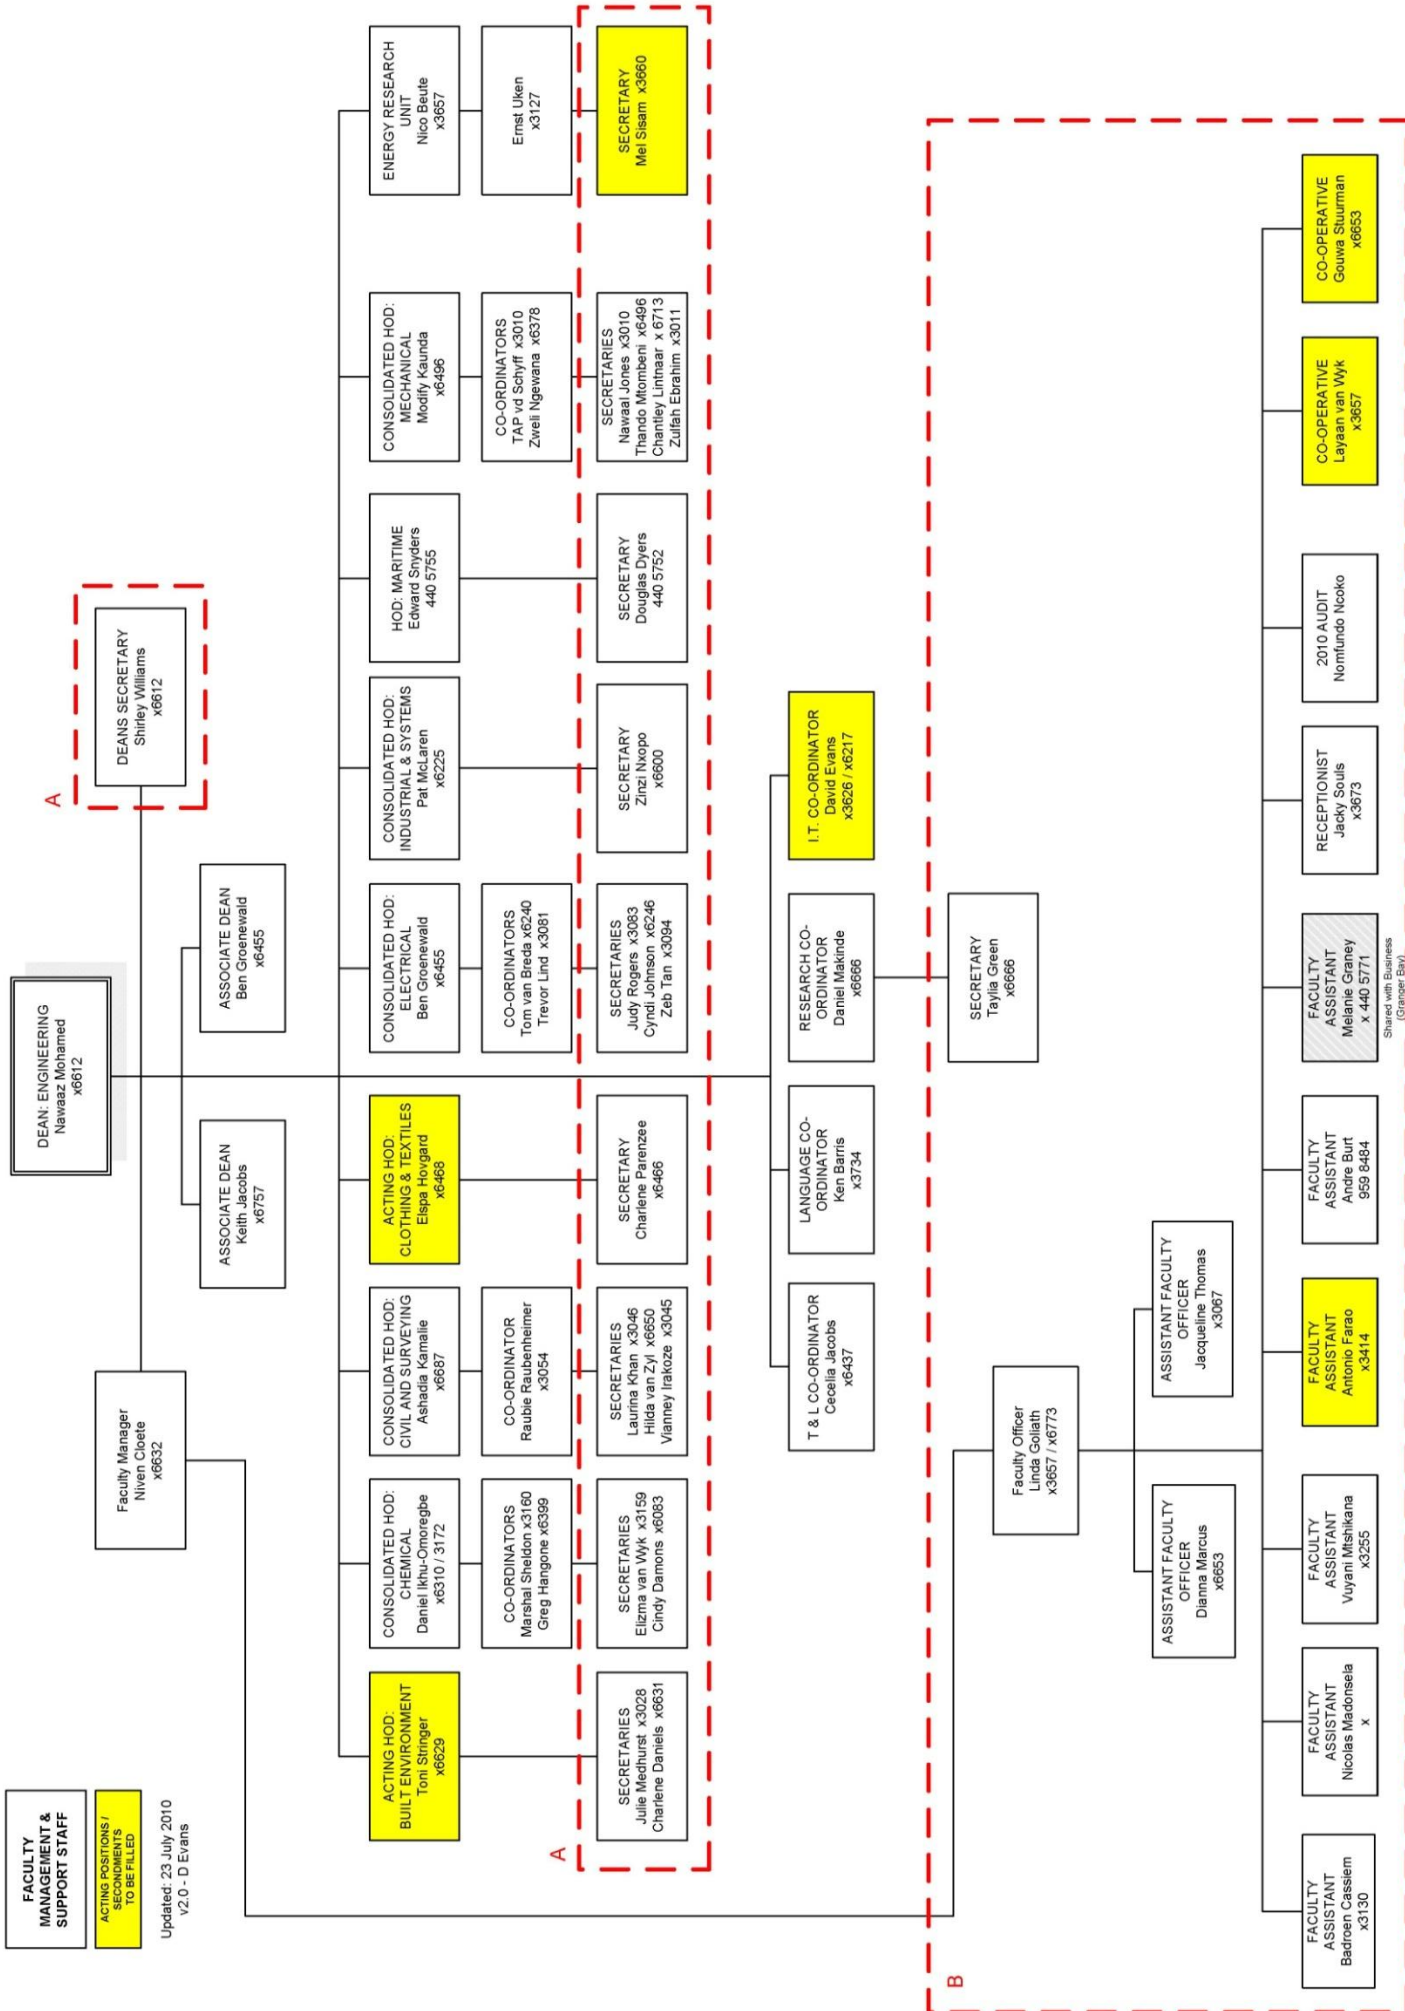 FACULTY
MANAGEMENT &
SUPPORT STAFF
ACTING POSITIONS /
SECONDMENTS
TO BE FILLED
Updated: 23 July 2010
v2.0 - D Evans
DEAN: ENGINEERING
Nawaaz Mohamed
x6612
A
DEANS SECRETARY
Shirley Williams
x6612
Faculty Manager
Niven Cloete
x6632
ASSOCIATE DEAN
Keith Jacobs
x6757
ASSOCIATE DEAN
Ben Groenewald
x6455
ACTING HOD:
BUILT ENVIRONMENT
Toni Stringer
x6629
CONSOLIDATED HOD:
CHEMICAL
Daniel Ikhu-Omoregbe
x6310 / 3172
CONSOLIDATED HOD:
CIVIL AND SURVEYING
Ashadia Kamalie
x6687
ACTING HOD:
CLOTHING & TEXTILES
Elspa Hovgard
x6468
CONSOLIDATED HOD:
ELECTRICAL
Ben Groenewald
x6455
CONSOLIDATED HOD:
INDUSTRIAL & SYSTEMS
Pat McLaren
x6225
HOD: MARITIME
Edward Snyders
440 5755
CONSOLIDATED HOD:
MECHANICAL
Modify Kaunda
x6496
ENERGY RESEARCH
UNIT
Nico Beute
x3657
CO-ORDINATORS
Marshal Sheldon x3160
Greg Hangone x6399
CO-ORDINATOR
Raubie Raubenheimer
x3054
CO-ORDINATORS
Tom van Breda x6240
Trevor Lind x3081
CO-ORDINATORS
TAP vd Schyff x3010
Zweli Ngewana x6378
Ernst Uken
x3127
A
SECRETARIES
Julie Medhurst x3028
Charlene Daniels x6631
SECRETARIES
Elizma van Wyk x3159
Cindy Damons x6083
SECRETARIES
Laurina Khan x3046
Hilda van Zyl x6650
Vianney Irakoze x3045
SECRETARY
Charlene Parenzee
x6466
SECRETARIES
Judy Rogers x3083
Cyndi Johnson x6246
Zeb Tan x3094
SECRETARY
Zinzi Nxopo
x6600
SECRETARY
Douglas Dyers
440 5752
SECRETARIES
Nawaal Jones x3010
Thando Mtombeni x6496
Chantley Lintnaar x 6713
Zulfah Ebrahim x3011
SECRETARY
Mel Sisam x3660
T & L CO-ORDINATOR
Cecelia Jacobs
x6437
LANGUAGE CO-
ORDINATOR
Ken Barris
x3734
RESEARCH CO-
ORDINATOR
Daniel Makinde
x6666
I.T. CO-ORDINATOR
David Evans
x3626 / x6217
B
SECRETARY
Taylia Green
x6666
Faculty Officer
Linda Goliath
x3657 / x6773
ASSISTANT FACULTY
OFFICER
Dianna Marcus
x6653
ASSISTANT FACULTY
OFFICER
Jacqueline Thomas
x3067
FACULTY
ASSISTANT
Badroen Cassiem
x3130
FACULTY
ASSISTANT
Nicolas Madonsela
x
FACULTY
ASSISTANT
Vuyani Mtshikana
x3255
FACULTY
ASSISTANT
Antonio Farao
x3414
FACULTY
ASSISTANT
Andre Burt
959 8484
FACULTY
ASSISTANT
Melanie Graney
x 440 5771
Shared with Business
(Granger Bay)
RECEPTIONIST
Jacky Souls
x3673
2010 AUDIT
Nomfundo Ncoko
CO-OPERATIVE
Layaan van Wyk
x3657
CO-OPERATIVE
Gouwa Stuurman
x6653